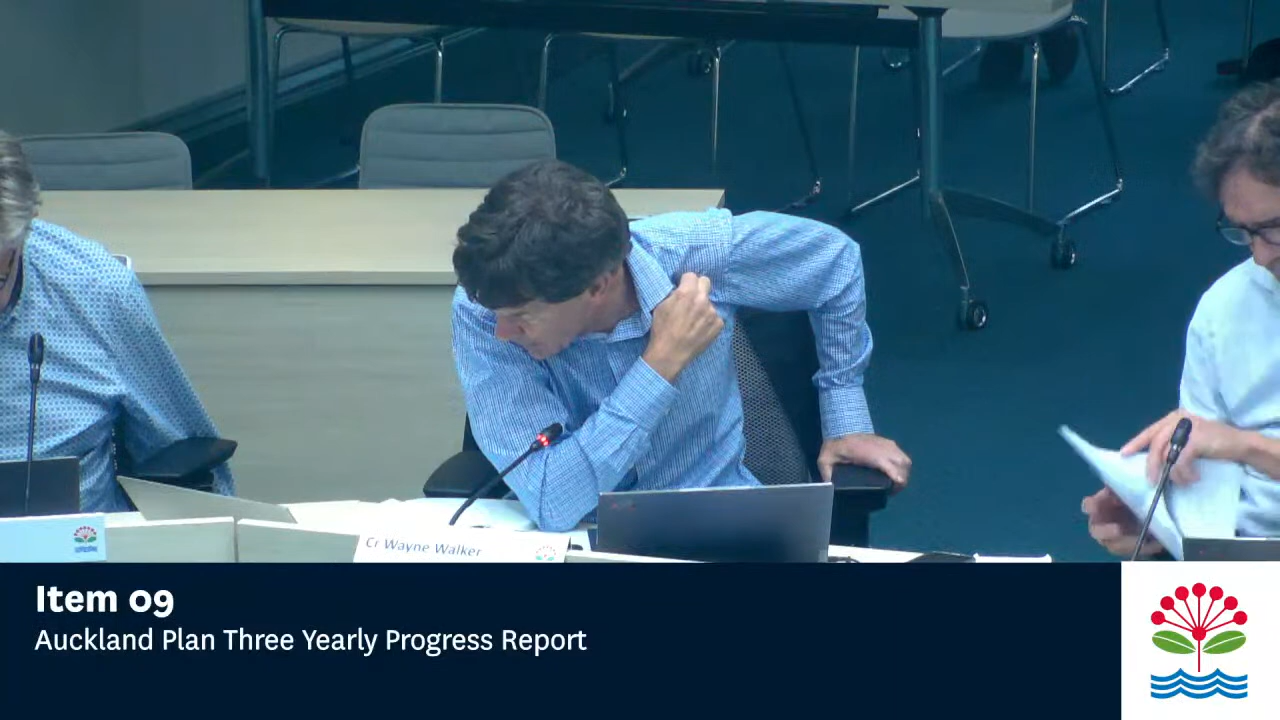 Cr Wayne Walker
Item 09
Auckland Plan Three Yearly Progress Report